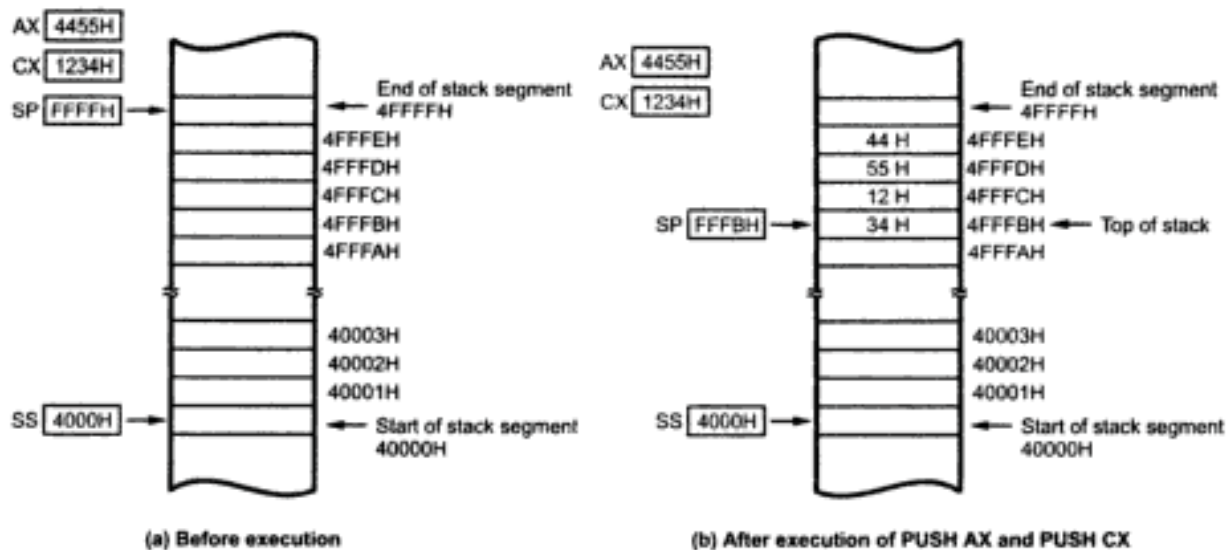 AX 4455H
CX 1234H
SP FFFFH
End of stack segment
4FFFFH
4FFFEH
4FFFDH
4FFFCH
4FFFBH
4FFFAH
40003H
40002H
40001H
SS 4000H
Start of stack segment
40000H
(a) Before execution
AX 4455H
CX 1234H
End of stack segment
4FFFFH
44 H 4FFFEH
55 H 4FFFDH
12 H 4FFFCH
SP FFFBH 34 H 4FFFBH Top of stack
4FFFAH
40003H
40002H
40001H
SS 4000H
Start of stack segment
40000H
(b) After execution of PUSH AX and PUSH CX